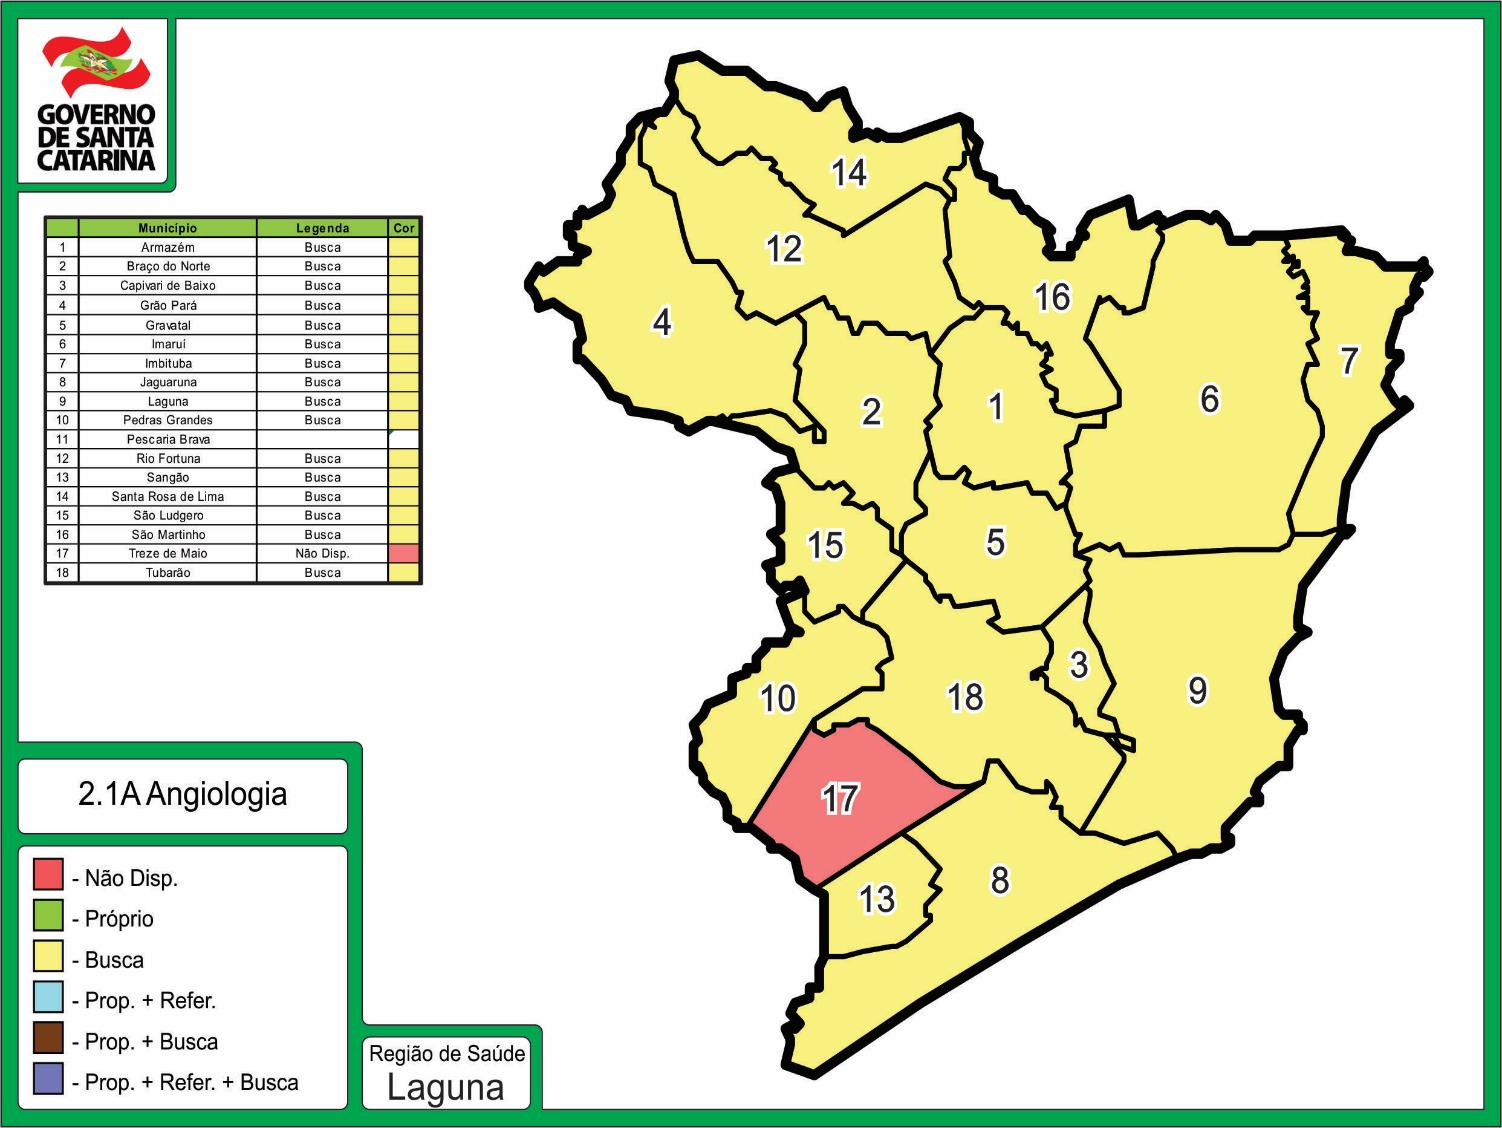 GOVERNO
DE SANTA
CATARINA
Município Legenda Cor
1 Armazém Busca
2 Braço do Norte Busca
3 Capivari de Baixo Busca
4 Grão Pará Busca
5 Gravatal Busca
6 Imaruí Busca
7 Imbituba Busca
8 Jaguaruna Busca
9 Laguna Busca
10 Pedras Grandes Busca
11 Pescaria Brava
12 Rio Fortuna Busca
13 Sangão Busca
14 Santa Rosa de Lima Busca
15 São Ludgero Busca
16 São Martinho Busca
17 Treze de Maio Não Disp.
18 Tubarão Busca
14
12
16
4
7
6
2
1
5
15
3
9
10
18
17
8
13
2.1A Angiologia
- Não Disp.
- Próprio
- Busca
- Prop. + Refer.
- Prop. + Busca
- Prop. + Refer. + Busca
Região de Saúde
Laguna